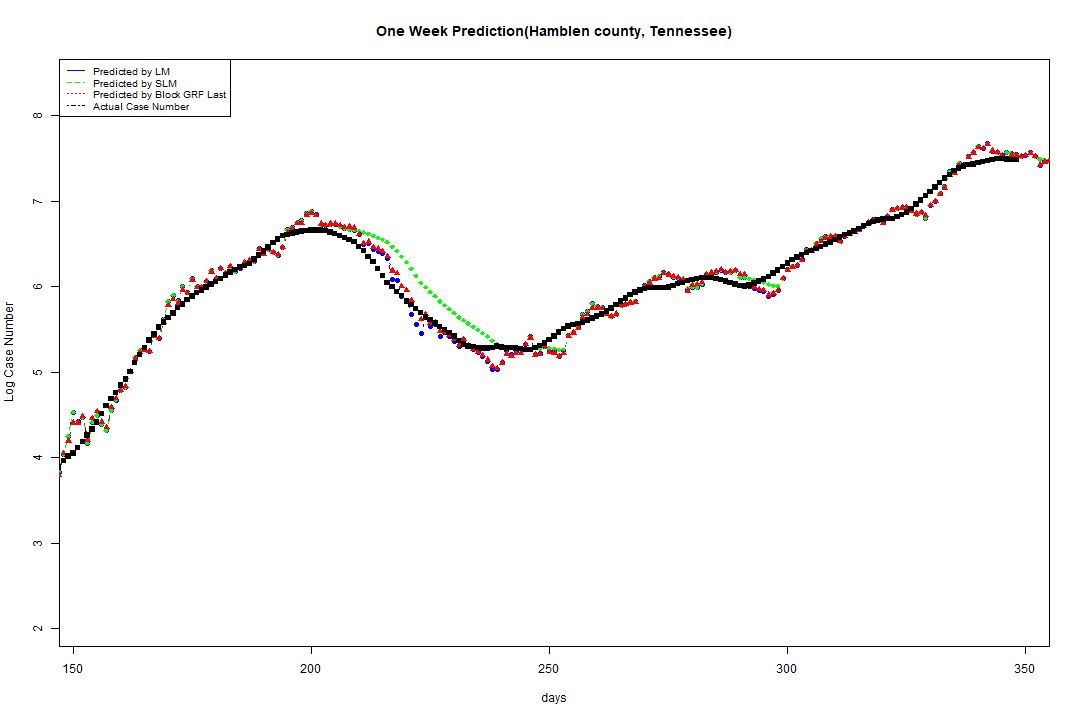 One Week Prediction(Hamblen county, Tennessee)
Predicted by LM
Predicted by SLM
Predicted by Block GRF Last
Actual Case Number
8
7
6
5
4
3
2
Log Case Number
150 200 250 300 350
days